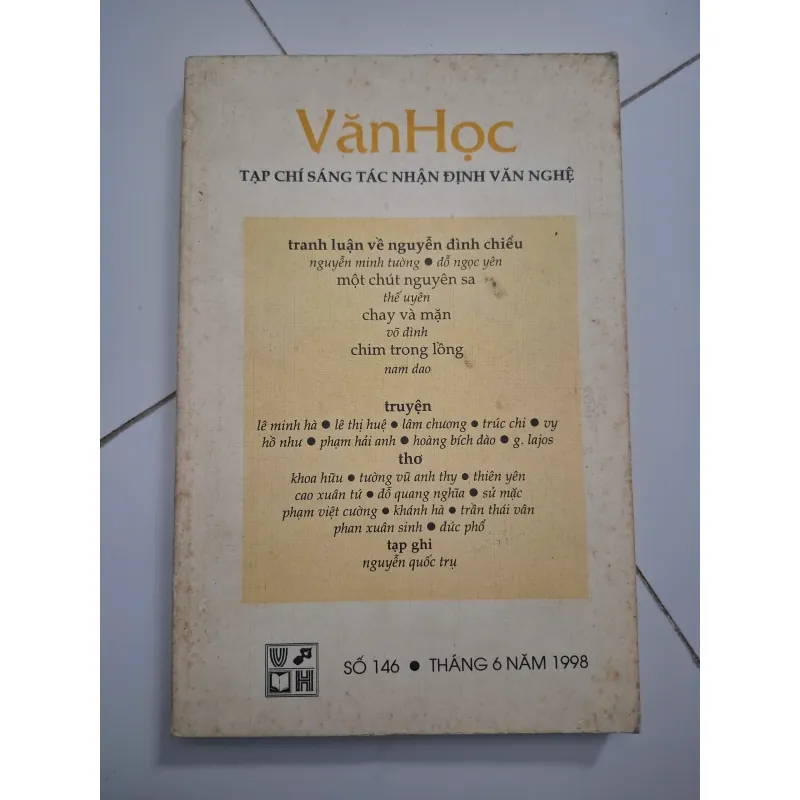 VănHọc
TẠP CHÍ SÁNG TÁC NHẬN ĐỊNH VĂN NGHỆ
tranh luận về nguyễn đình chiểu
nguyễn minh tường ● đỗ ngọc yên
một chút nguyên sa
thế uyên
chay và mặn
võ đình
chim trong lồng
nam dao
truyện
lê minh hà ● lê thị huệ ● lâm chương ● trúc chi ● vy
hồ như ● phạm hải anh ● hoàng bích đào ● g. lajos
thơ
khoa hữu ● tường vũ anh thy ● thiên yên
cao xuân tứ ● đỗ quang nghĩa ● sử mặc
phạm việt cường ● khánh hà ● trần thái vân
phan xuân sinh ● đức phổ
tạp ghi
nguyễn quốc trụ
V H
SỐ 146 ● THÁNG 6 NĂM 1998